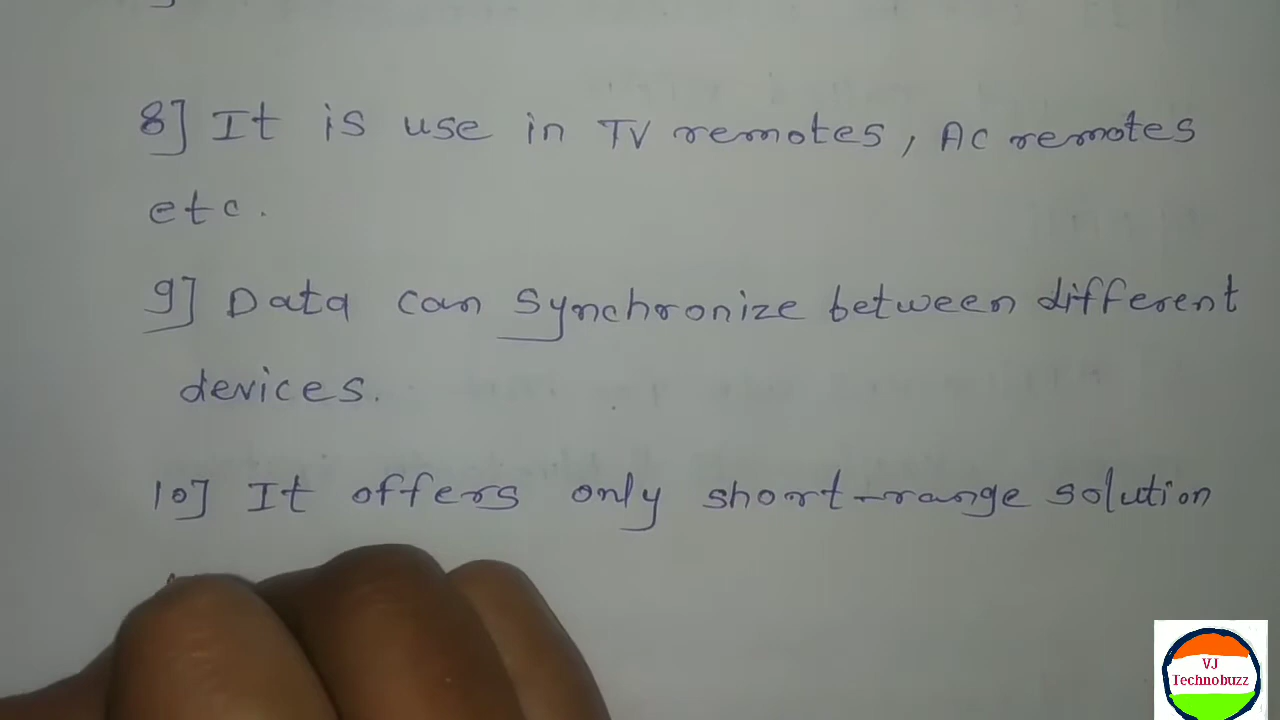 8] It is use in TV remotes, AC remotes
etc.
9] Data can Synchronize between different
devices.
10] It offers only short-range solution
VJ
Technobuzz